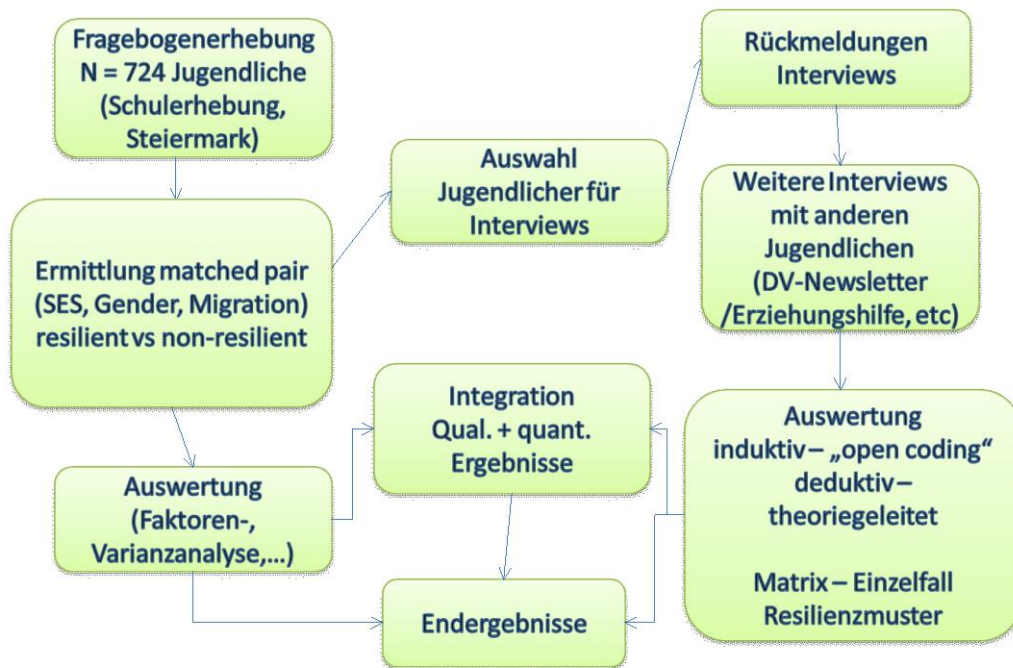 Fragebogenerhebung
N = 724 Jugendliche
(Schulerhebung,
Steiermark)
Ermittlung matched pair
(SES, Gender, Migration)
resilient vs non-resilient
Auswahl
Jugendlicher für
Interviews
Rückmeldungen
Interviews
Weitere Interviews
mit anderen
Jugendlichen
(DV-Newsletter
/Erziehungshilfe, etc)
Auswertung
(Faktoren-,
Varianzanalyse,...)
Integration
Qual. + quant.
Ergebnisse
Auswertung
induktiv – „open coding“
deduktiv –
theoriegeleitet
Matrix – Einzelfall
Resilienzmuster
Endergebnisse